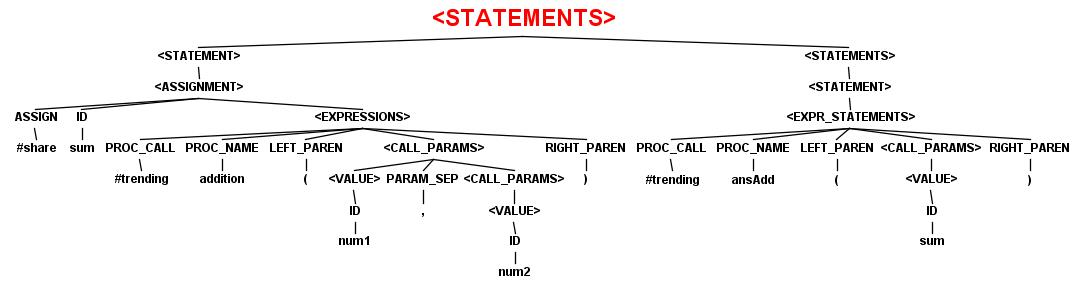 <STATEMENTS>
<STATEMENT> <STATEMENTS>
<ASSIGNMENT> <STATEMENT>
ASSIGN ID <EXPRESSIONS> <EXPR_STATEMENTS>
#share sum PROC_CALL PROC_NAME LEFT_PAREN <CALL_PARAMS> RIGHT_PAREN PROC_CALL PROC_NAME LEFT_PAREN <CALL_PARAMS> RIGHT_PAREN
#trending addition ( <VALUE> PARAM_SEP <CALL_PARAMS> ) #trending ansAdd ( <VALUE> )
ID , <VALUE> ID
num1 ID sum
num2